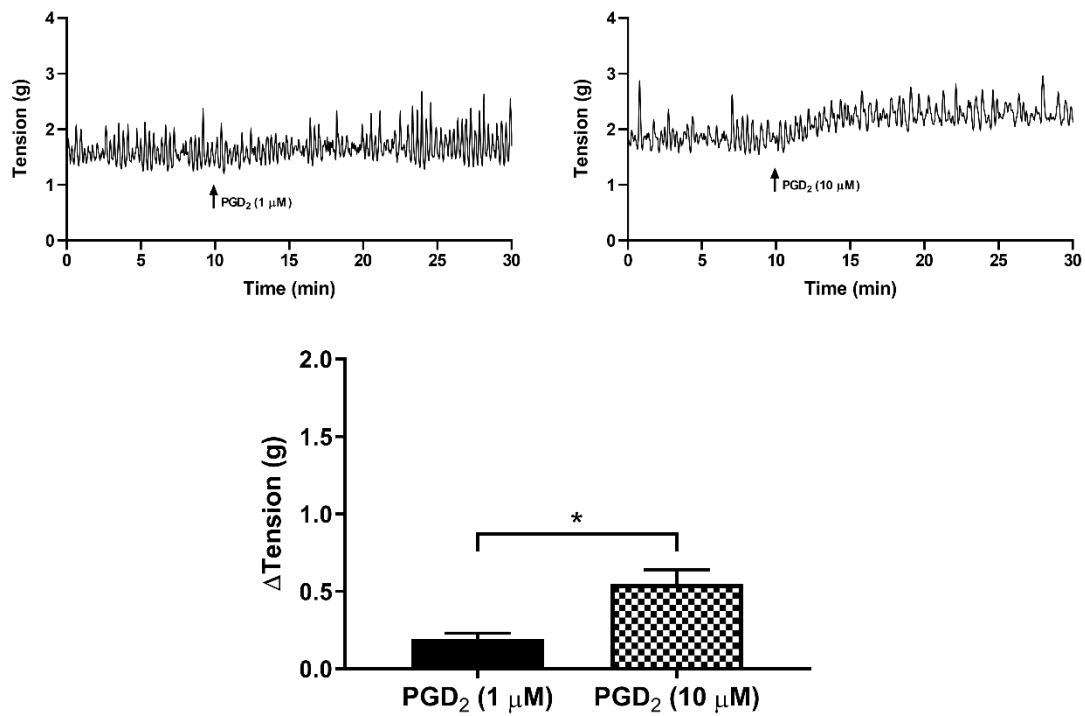 Tension (g)
4
3
2
1
0
PGD₂ (1 μM)
0 5 10 15 20 25 30
Time (min)
Tension (g)
4
3
2
1
0
PGD₂ (10 μM)
0 5 10 15 20 25 30
Time (min)
ΔTension (g)
2.0
1.5
1.0
0.5
0.0
*
PGD₂ (1 μM) PGD₂ (10 μM)